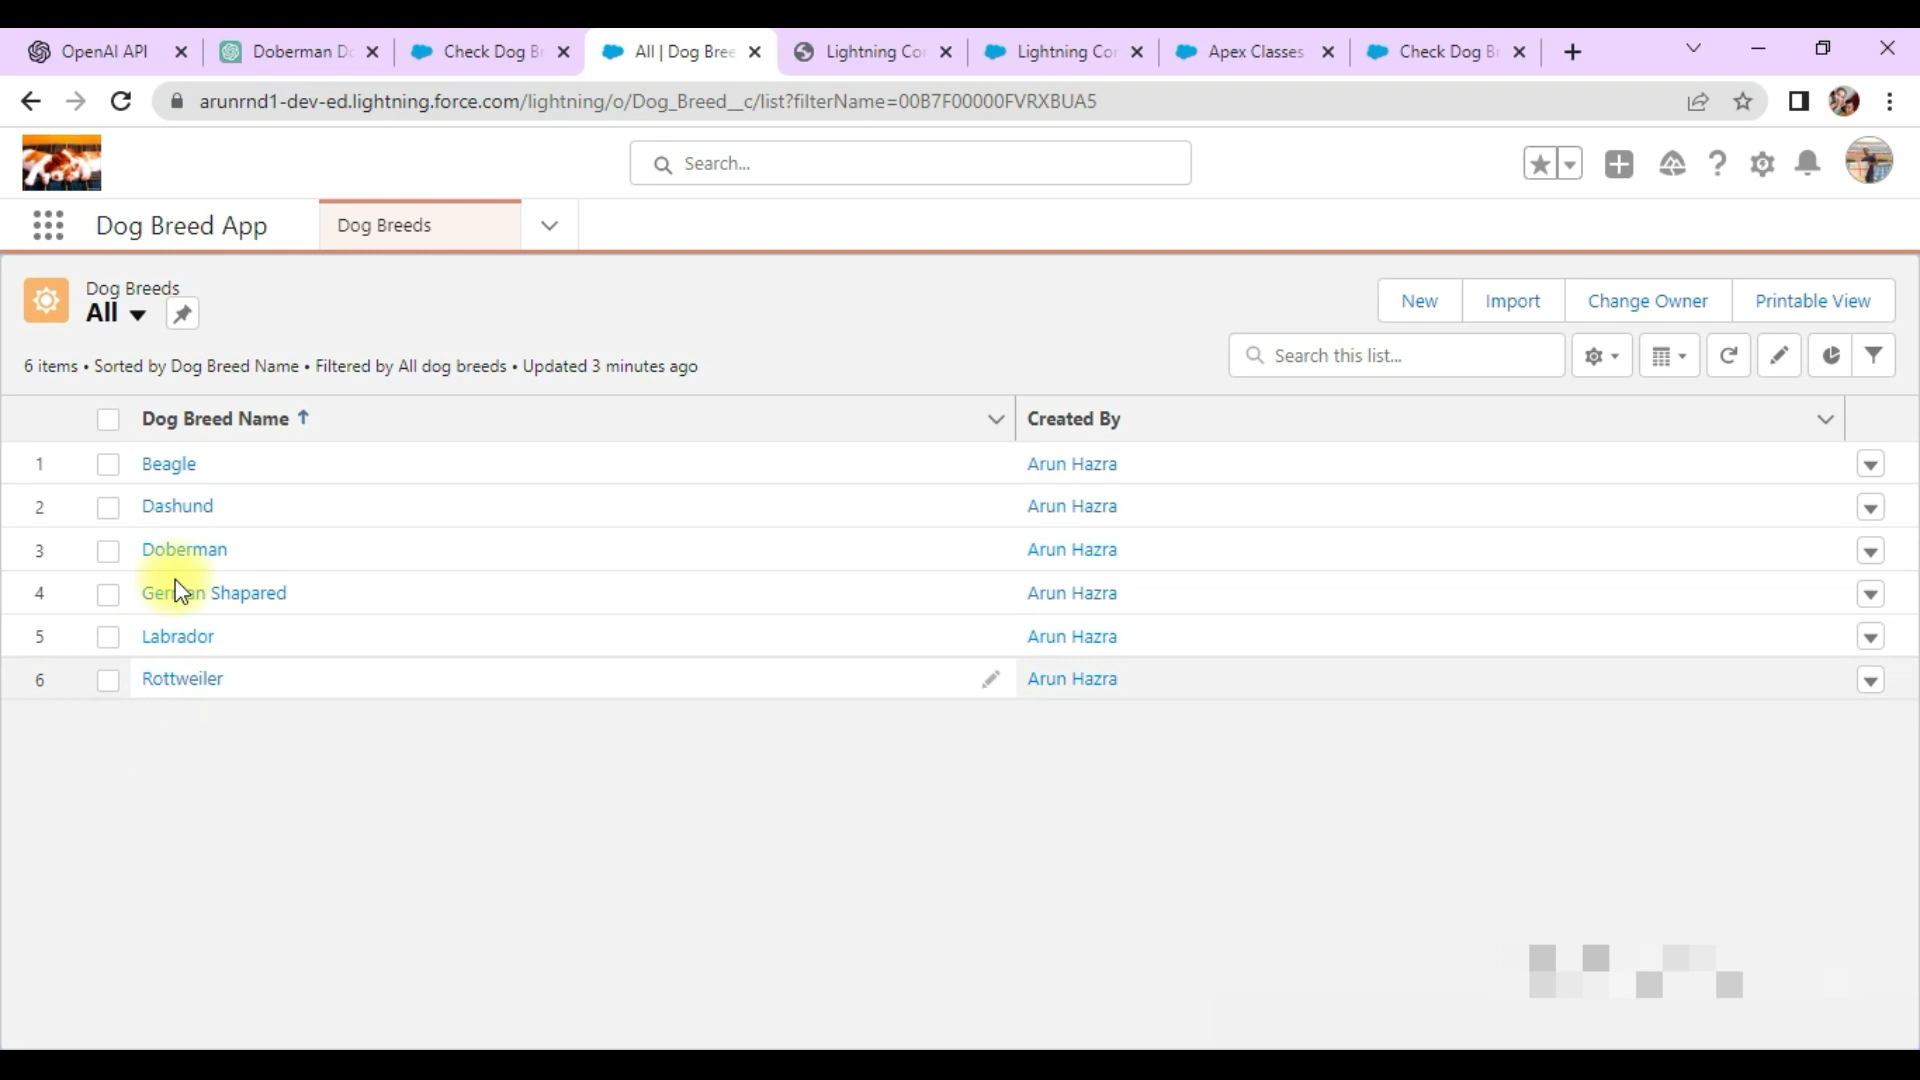 OpenAI API
Doberman Do
Check Dog Br
All | Dog Bree
Lightning Cor
Lightning Cor
Apex Classes
Check Dog Br
arunrnd1-dev-ed.lightning.force.com/lightning/o/Dog_Breed__c/list?filterName=00B7F00000FVRXBUA5
Search...
Dog Breed App
Dog Breeds
Dog Breeds
All
New
Import
Change Owner
Printable View
6 items • Sorted by Dog Breed Name • Filtered by All dog breeds • Updated 3 minutes ago
Search this list...
Dog Breed Name
Created By
1 Beagle Arun Hazra
2 Dashund Arun Hazra
3 Doberman Arun Hazra
4 German Shapared Arun Hazra
5 Labrador Arun Hazra
6 Rottweiler Arun Hazra